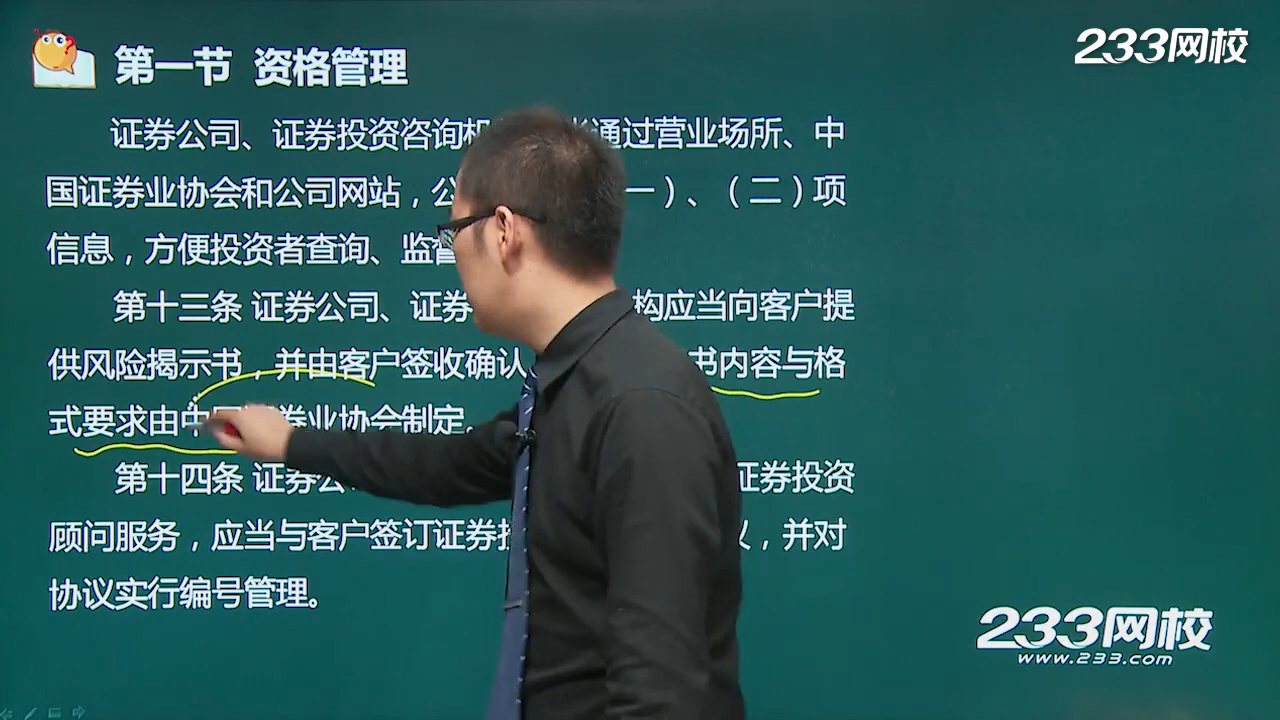 第一节 资格管理
233网校
证券公司、证券投资咨询机 通过营业场所、中
国证券业协会和公司网站，公 一）、（二）项
信息，方便投资者查询、监督
第十三条 证券公司、证券 构应当向客户提
供风险揭示书，并由客户签收确认 书内容与格
式要求由中国证券业协会制定。
第十四条 证券公 证券投资
顾问服务，应当与客户签订证券投 议，并对
协议实行编号管理。
233网校
www.233.com